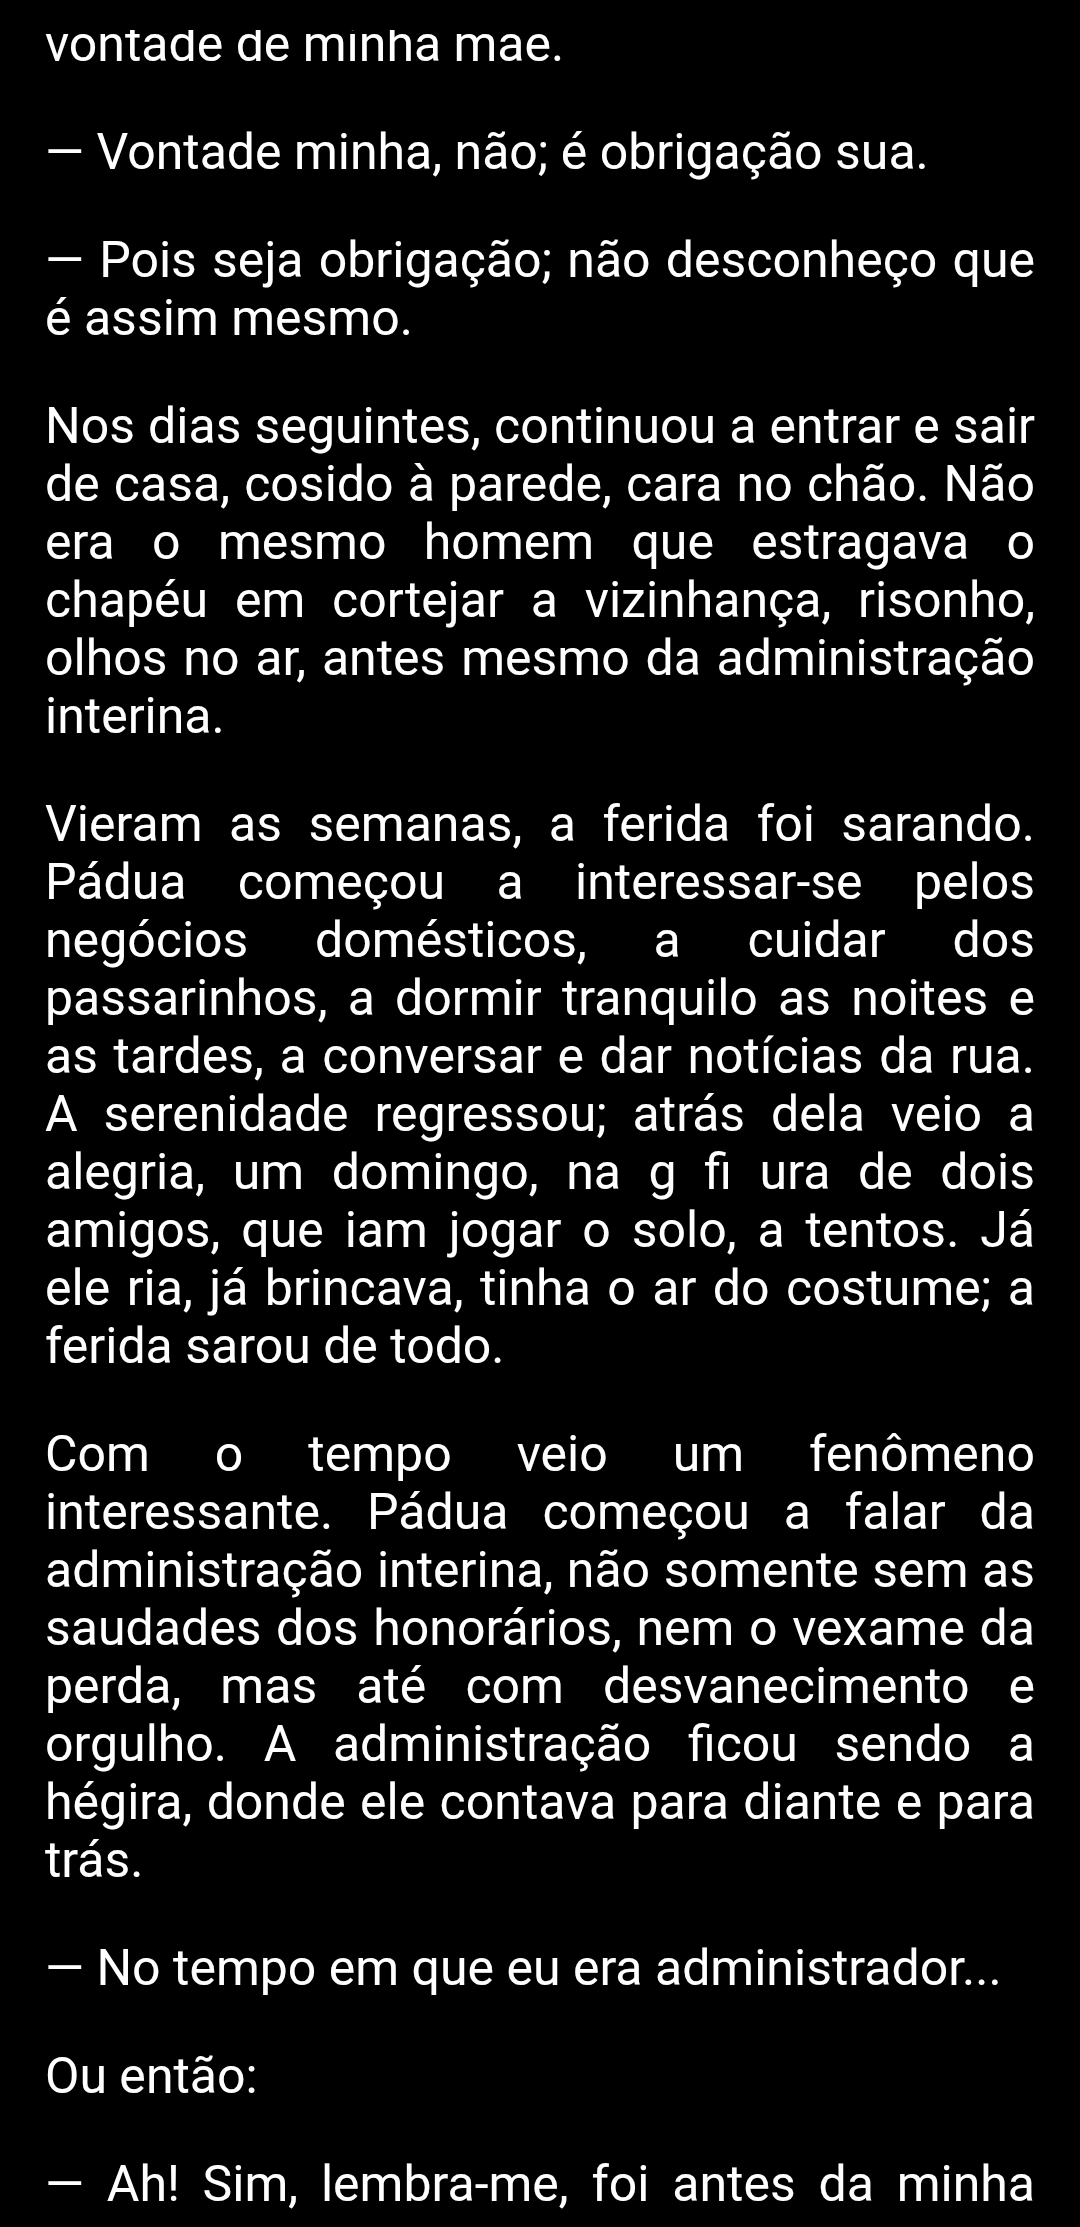 vontade de minha mãe.
— Vontade minha, não; é obrigação sua.
— Pois seja obrigação; não desconheço que
é assim mesmo.
Nos dias seguintes, continuou a entrar e sair
de casa, cosido à parede, cara no chão. Não
era o mesmo homem que estragava o
chapéu em cortejar a vizinhança, risonho,
olhos no ar, antes mesmo da administração
interina.
Vieram as semanas, a ferida foi sarando.
Pádua começou a interessar-se pelos
negócios domésticos, a cuidar dos
passarinhos, a dormir tranquilo as noites e
as tardes, a conversar e dar notícias da rua.
A serenidade regressou; atrás dela veio a
alegria, um domingo, na g fi ura de dois
amigos, que iam jogar o solo, a tentos. Já
ele ria, já brincava, tinha o ar do costume; a
ferida sarou de todo.
Com o tempo veio um fenômeno
interessante. Pádua começou a falar da
administração interina, não somente sem as
saudades dos honorários, nem o vexame da
perda, mas até com desvanecimento e
orgulho. A administração ficou sendo a
hégira, donde ele contava para diante e para
trás.
— No tempo em que eu era administrador...
Ou então:
— Ah! Sim, lembra-me, foi antes da minha